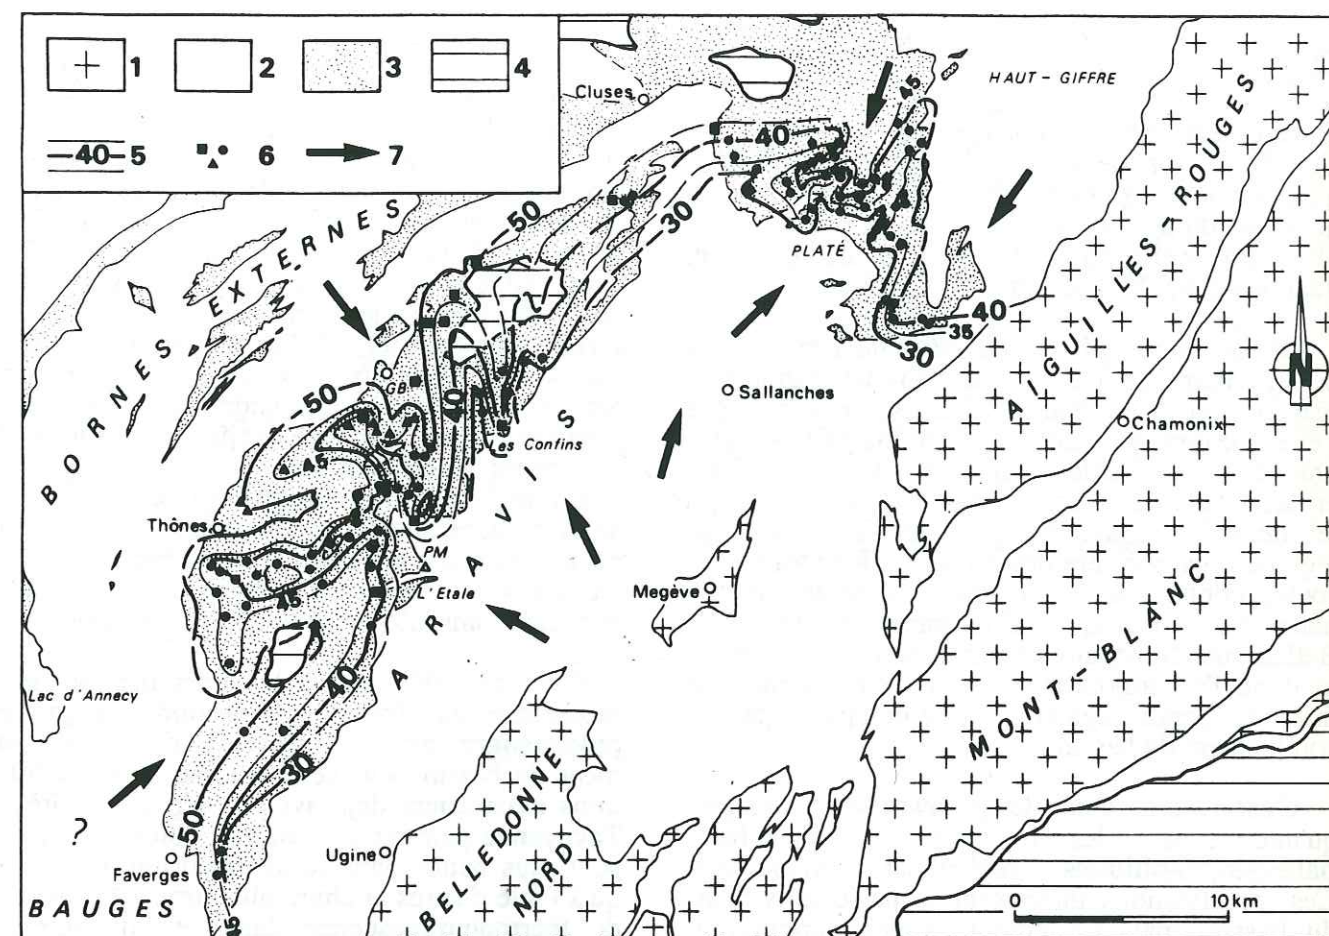 1
2
3
4
40 5
6
7
Cluses
HAUT - GIFFRE
45
40
50
30
PLATÉ
BORNES EXTERNES
AIGUILLES - ROUGES
40
35
30
N
GB
50
40
Sallanches
Chamonix
Les Confins
45
Thônes
ARAVIS
PM
L'Etale
Megève
45
MONT - BLANC
Lac d'Annecy
40
30
50
?
Ugine
Faverges
BELLEDONNE
NORD
BAUGES
45
0 10 km